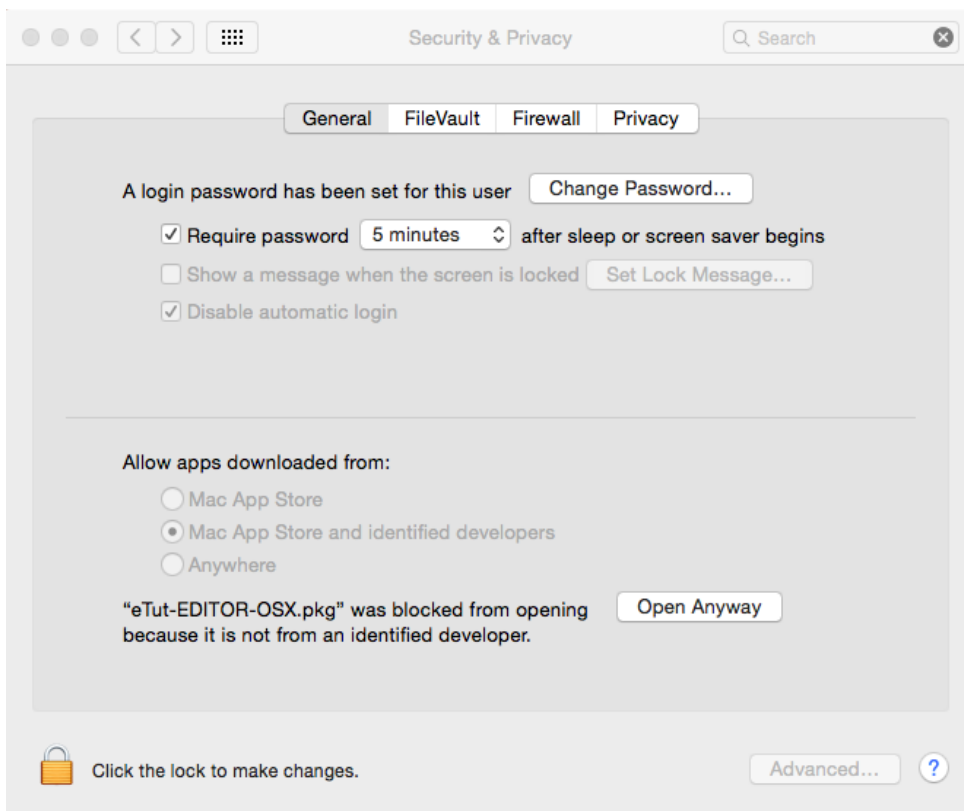 Security & Privacy
Search
General FileVault Firewall Privacy
A login password has been set for this user Change Password...
Require password 5 minutes after sleep or screen saver begins
Show a message when the screen is locked Set Lock Message...
Disable automatic login
Allow apps downloaded from:
Mac App Store
Mac App Store and identified developers
Anywhere
“eTut-EDITOR-OSX.pkg” was blocked from opening Open Anyway
because it is not from an identified developer.
Click the lock to make changes. Advanced... ?